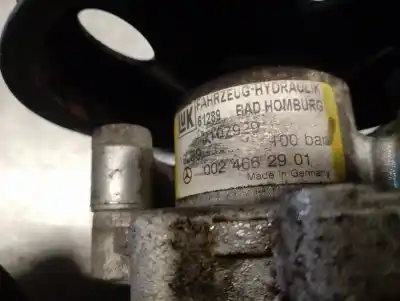 LuK FAHRZEUG-HYDRAULIK
61289 BAD HOMBURG
100 bar
002 466 29 01
Made in Germany